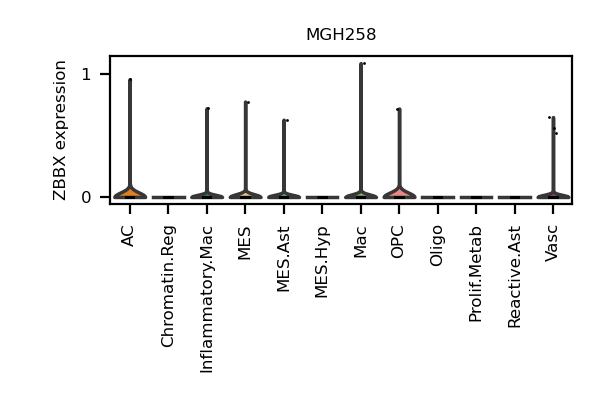 MGH258
ZBBX expression
1
0
AC
Chromatin.Reg
Inflammatory.Mac
MES
MES.Ast
MES.Hyp
Mac
OPC
Oligo
Prolif.Metab
Reactive.Ast
Vasc